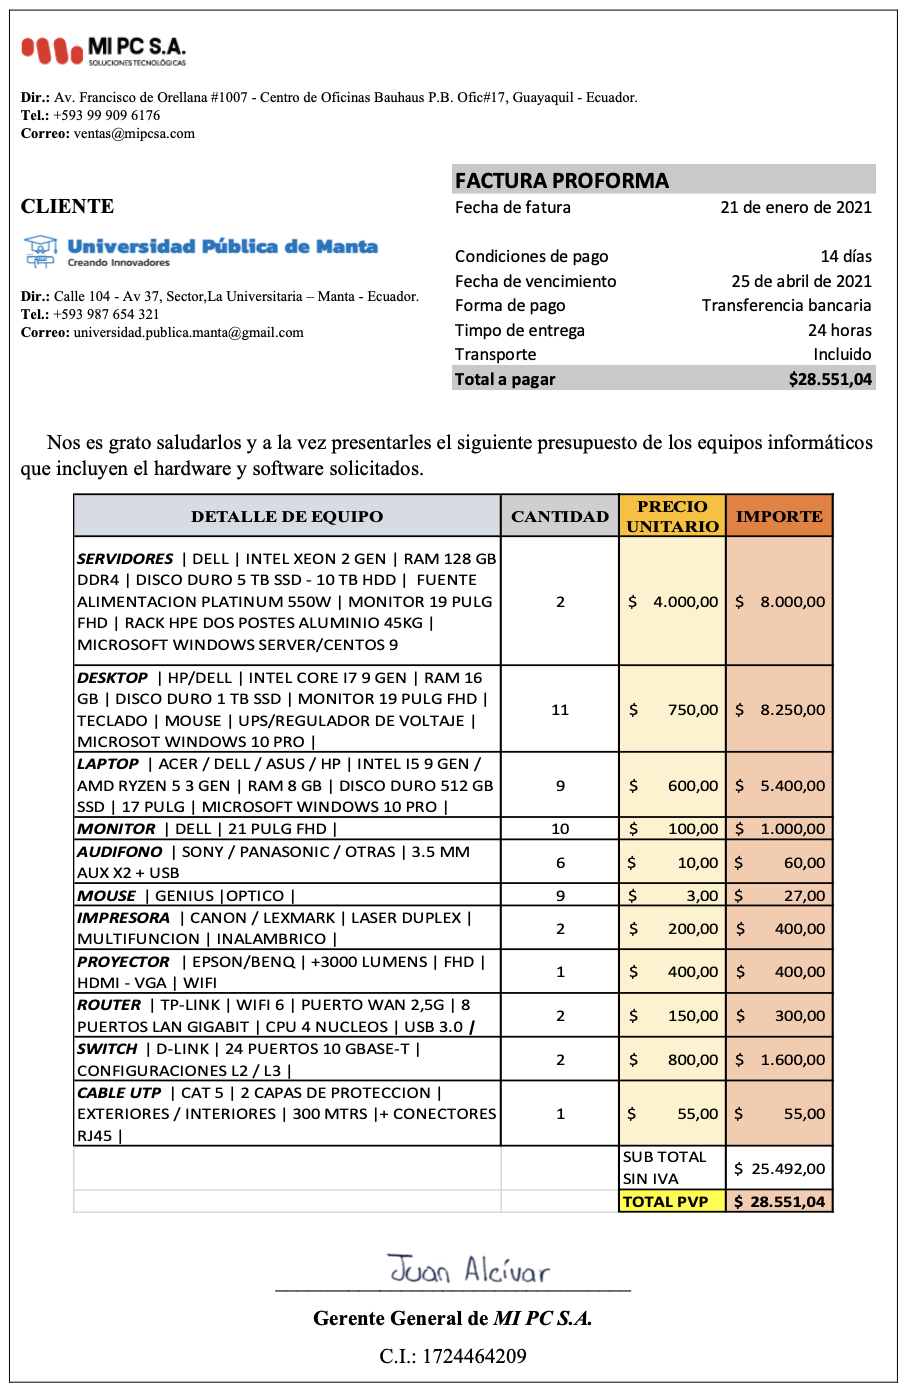 MI PC S.A.
SOLUCIONES TECNOLÓGICAS
Dir.: Av. Francisco de Orellana #1007 - Centro de Oficinas Bauhaus P.B. Ofic#17, Guayaquil - Ecuador.
Tel.: +593 99 909 6176
Correo: ventas@mipcsa.com
CLIENTE
Universidad Pública de Manta
Creando Innovadores
Dir.: Calle 104 - Av 37, Sector,La Universitaria – Manta - Ecuador.
Tel.: +593 987 654 321
Correo: universidad.publica.manta@gmail.com
FACTURA PROFORMA
Fecha de fatura 21 de enero de 2021
Condiciones de pago 14 días
Fecha de vencimiento 25 de abril de 2021
Forma de pago Transferencia bancaria
Timpo de entrega 24 horas
Transporte Incluido
Total a pagar $28.551,04
Nos es grato saludarlos y a la vez presentarles el siguiente presupuesto de los equipos informáticos
que incluyen el hardware y software solicitados.
DETALLE DE EQUIPO CANTIDAD PRECIO UNITARIO IMPORTE
SERVIDORES | DELL | INTEL XEON 2 GEN | RAM 128 GB
DDR4 | DISCO DURO 5 TB SSD - 10 TB HDD | FUENTE
ALIMENTACION PLATINUM 550W | MONITOR 19 PULG 2 $ 4.000,00 $ 8.000,00
FHD | RACK HPE DOS POSTES ALUMINIO 45KG |
MICROSOFT WINDOWS SERVER/CENTOS 9
DESKTOP | HP/DELL | INTEL CORE I7 9 GEN | RAM 16
GB | DISCO DURO 1 TB SSD | MONITOR 19 PULG FHD | 11 $ 750,00 $ 8.250,00
TECLADO | MOUSE | UPS/REGULADOR DE VOLTAJE |
MICROSOT WINDOWS 10 PRO |
LAPTOP | ACER / DELL / ASUS / HP | INTEL I5 9 GEN /
AMD RYZEN 5 3 GEN | RAM 8 GB | DISCO DURO 512 GB 9 $ 600,00 $ 5.400,00
SSD | 17 PULG | MICROSOFT WINDOWS 10 PRO |
MONITOR | DELL | 21 PULG FHD | 10 $ 100,00 $ 1.000,00
AUDIFONO | SONY / PANASONIC / OTRAS | 3.5 MM 6 $ 10,00 $ 60,00
AUX X2 + USB
MOUSE | GENIUS |OPTICO | 9 $ 3,00 $ 27,00
IMPRESORA | CANON / LEXMARK | LASER DUPLEX | 2 $ 200,00 $ 400,00
MULTIFUNCION | INALAMBRICO |
PROYECTOR | EPSON/BENQ | +3000 LUMENS | FHD | 1 $ 400,00 $ 400,00
HDMI - VGA | WIFI
ROUTER | TP-LINK | WIFI 6 | PUERTO WAN 2,5G | 8 2 $ 150,00 $ 300,00
PUERTOS LAN GIGABIT | CPU 4 NUCLEOS | USB 3.0 |
SWITCH | D-LINK | 24 PUERTOS 10 GBASE-T | 2 $ 800,00 $ 1.600,00
CONFIGURACIONES L2 / L3 |
CABLE UTP | CAT 5 | 2 CAPAS DE PROTECCION |
EXTERIORES / INTERIORES | 300 MTRS |+ CONECTORES 1 $ 55,00 $ 55,00
RJ45 |
SUB TOTAL SIN IVA $ 25.492,00
TOTAL PVP $ 28.551,04
Juan Alcívar
Gerente General de MI PC S.A.
C.I.: 1724464209